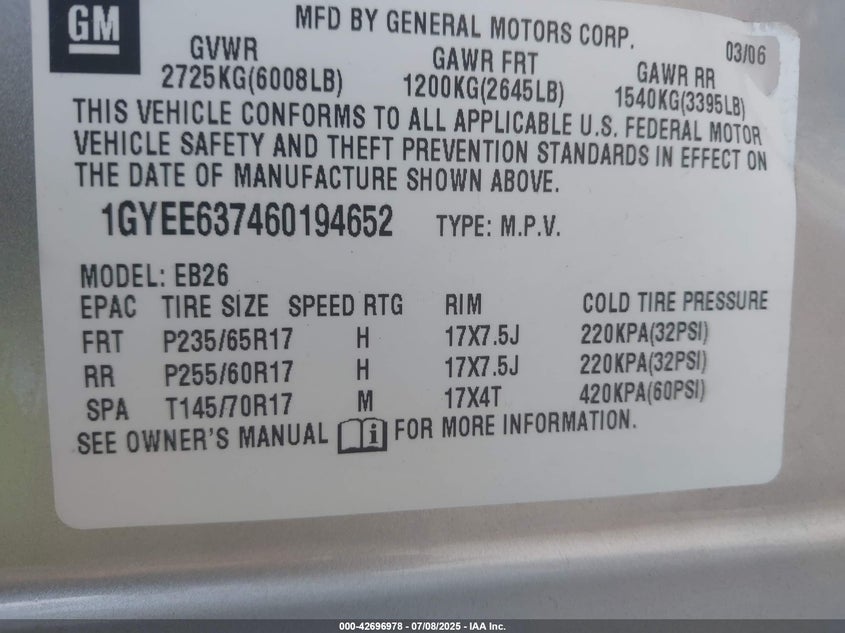 GM
MFD BY GENERAL MOTORS CORP.
03/06
GVWR GAWR FRT GAWR RR
2725KG(6008LB) 1200KG(2645LB) 1540KG(3395LB)
THIS VEHICLE CONFORMS TO ALL APPLICABLE U.S. FEDERAL MOTOR
VEHICLE SAFETY AND THEFT PREVENTION STANDARDS IN EFFECT ON
THE DATE OF MANUFACTURE SHOWN ABOVE.
1GYEE637460194652 TYPE: M.P.V.
MODEL: EB26
EPAC TIRE SIZE SPEED RTG RIM COLD TIRE PRESSURE
FRT P235/65R17 H 17X7.5J 220KPA(32PSI)
RR P255/60R17 H 17X7.5J 220KPA(32PSI)
SPA T145/70R17 M 17X4T 420KPA(60PSI)
SEE OWNER'S MANUAL i FOR MORE INFORMATION.
000-42696978 - 07/08/2025 - IAA Inc.